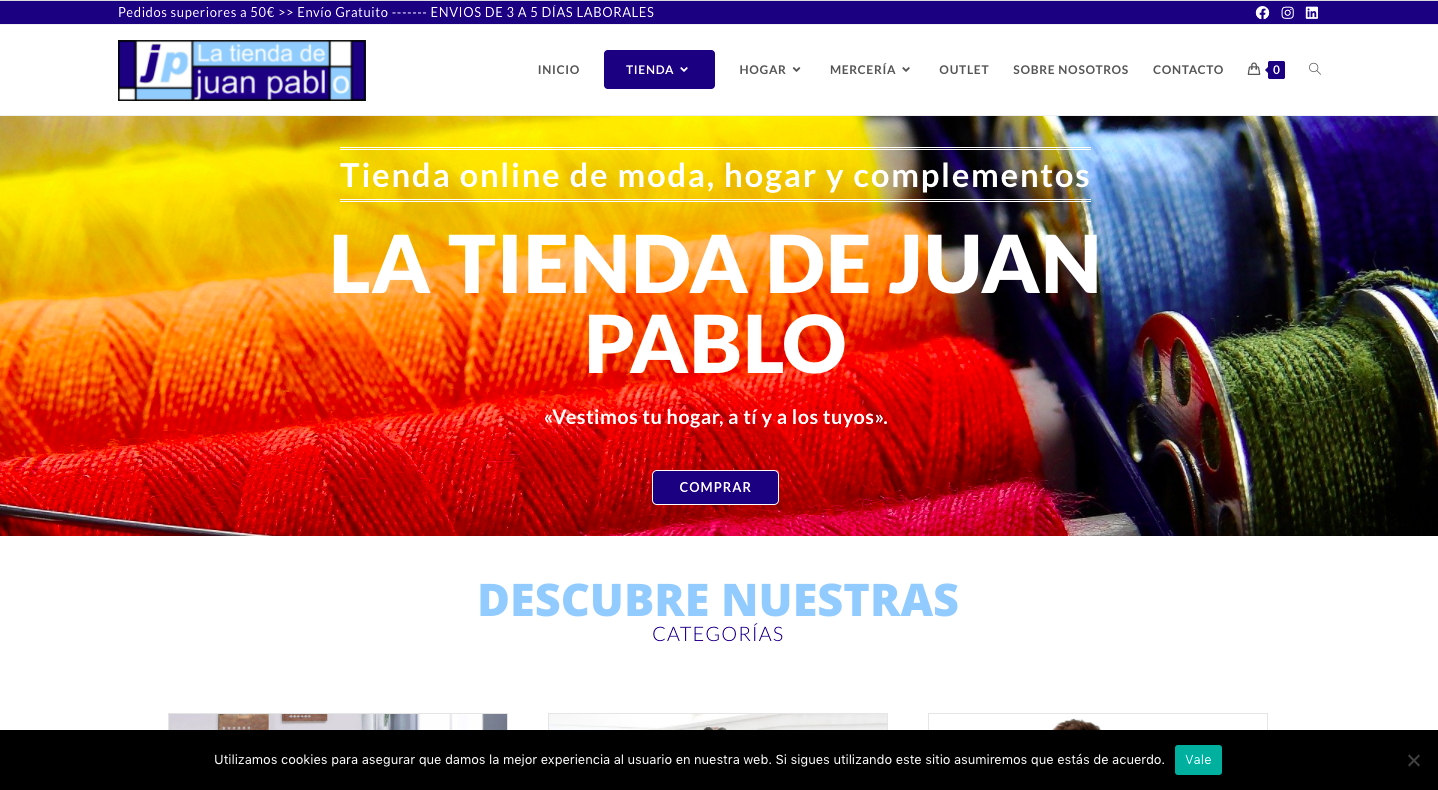 Pedidos superiores a 50€ >> Envío Gratuito ------- ENVIOS DE 3 A 5 DÍAS LABORALES
jp La tienda de
juan pablo
INICIO TIENDA HOGAR MERCERÍA OUTLET SOBRE NOSOTROS CONTACTO 0
Tienda online de moda, hogar y complementos
LA TIENDA DE JUAN
PABLO
«Vestimos tu hogar, a tí y a los tuyos».
COMPRAR
DESCUBRE NUESTRAS
CATEGORÍAS
Utilizamos cookies para asegurar que damos la mejor experiencia al usuario en nuestra web. Si sigues utilizando este sitio asumiremos que estás de acuerdo. Vale